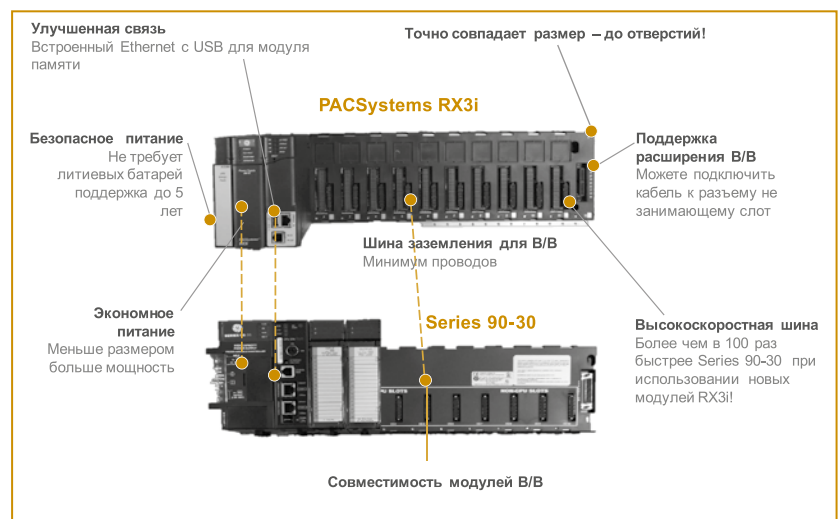 Улучшенная связь
Встроенный Ethernet с USB для модуля
памяти
Точно совпадает размер – до отверстий!
PACSystems RX3i
Безопасное питание
Не требует
литиевых батарей
поддержка до 5
лет
Поддержка
расширения В/В
Можете подключить
кабель к разъему не
занимающему слот
Шина заземления для В/В
Минимум проводов
Экономное
питание
Меньше размером
больше мощность
Series 90-30
Высокоскоростная шина
Более чем в 100 раз
быстрее Series 90-30 при
использовании новых
модулей RX3i!
NON-CPU SLOTS
Совместимость модулей В/В